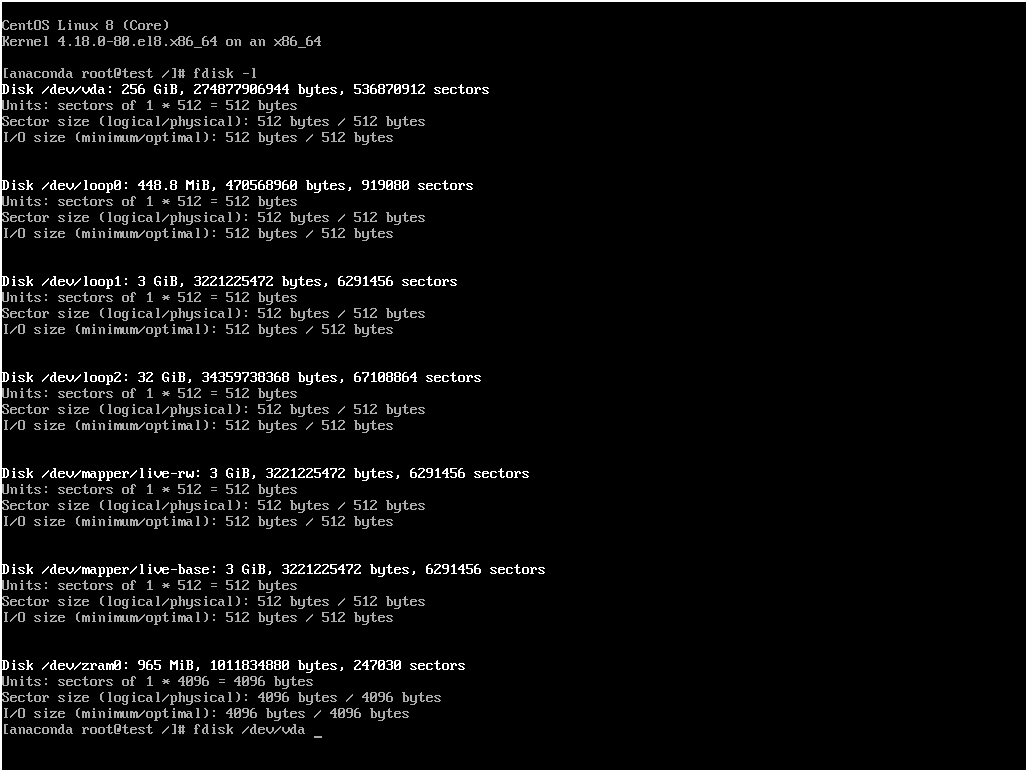 CentOS Linux 8 (Core)
Kernel 4.18.0-80.el8.x86_64 on an x86_64
[anaconda root@test /]# fdisk -l
Disk /dev/vda: 256 GiB, 274877906944 bytes, 536870912 sectors
Units: sectors of 1 * 512 = 512 bytes
Sector size (logical/physical): 512 bytes / 512 bytes
I/O size (minimum/optimal): 512 bytes / 512 bytes
Disk /dev/loop0: 448.8 MiB, 470568960 bytes, 919080 sectors
Units: sectors of 1 * 512 = 512 bytes
Sector size (logical/physical): 512 bytes / 512 bytes
I/O size (minimum/optimal): 512 bytes / 512 bytes
Disk /dev/loop1: 3 GiB, 3221225472 bytes, 6291456 sectors
Units: sectors of 1 * 512 = 512 bytes
Sector size (logical/physical): 512 bytes / 512 bytes
I/O size (minimum/optimal): 512 bytes / 512 bytes
Disk /dev/loop2: 32 GiB, 34359738368 bytes, 67108864 sectors
Units: sectors of 1 * 512 = 512 bytes
Sector size (logical/physical): 512 bytes / 512 bytes
I/O size (minimum/optimal): 512 bytes / 512 bytes
Disk /dev/mapper/live-rw: 3 GiB, 3221225472 bytes, 6291456 sectors
Units: sectors of 1 * 512 = 512 bytes
Sector size (logical/physical): 512 bytes / 512 bytes
I/O size (minimum/optimal): 512 bytes / 512 bytes
Disk /dev/mapper/live-base: 3 GiB, 3221225472 bytes, 6291456 sectors
Units: sectors of 1 * 512 = 512 bytes
Sector size (logical/physical): 512 bytes / 512 bytes
I/O size (minimum/optimal): 512 bytes / 512 bytes
Disk /dev/zram0: 965 MiB, 1011834880 bytes, 247030 sectors
Units: sectors of 1 * 4096 = 4096 bytes
Sector size (logical/physical): 4096 bytes / 4096 bytes
I/O size (minimum/optimal): 4096 bytes / 4096 bytes
[anaconda root@test /]# fdisk /dev/vda _